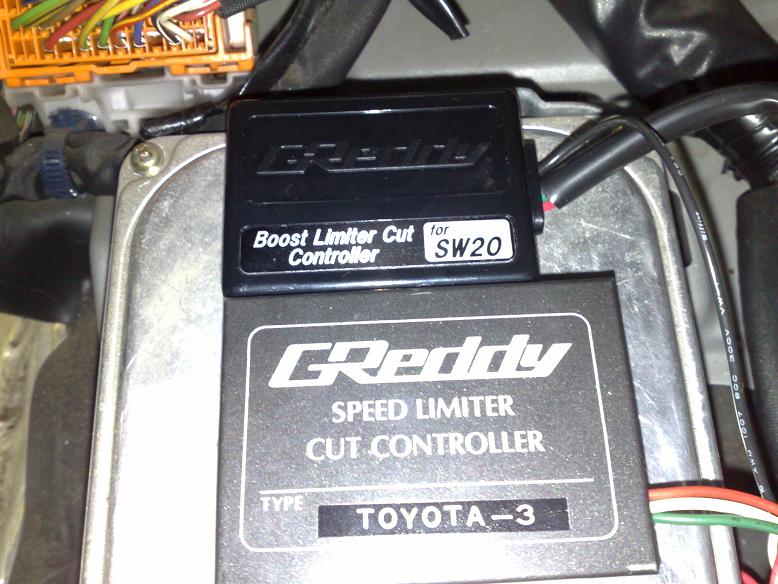 GReddy
Boost Limiter Cut
Controller
for
SW20
GReddy
SPEED LIMITER
CUT CONTROLLER
TYPE
TOYOTA-3